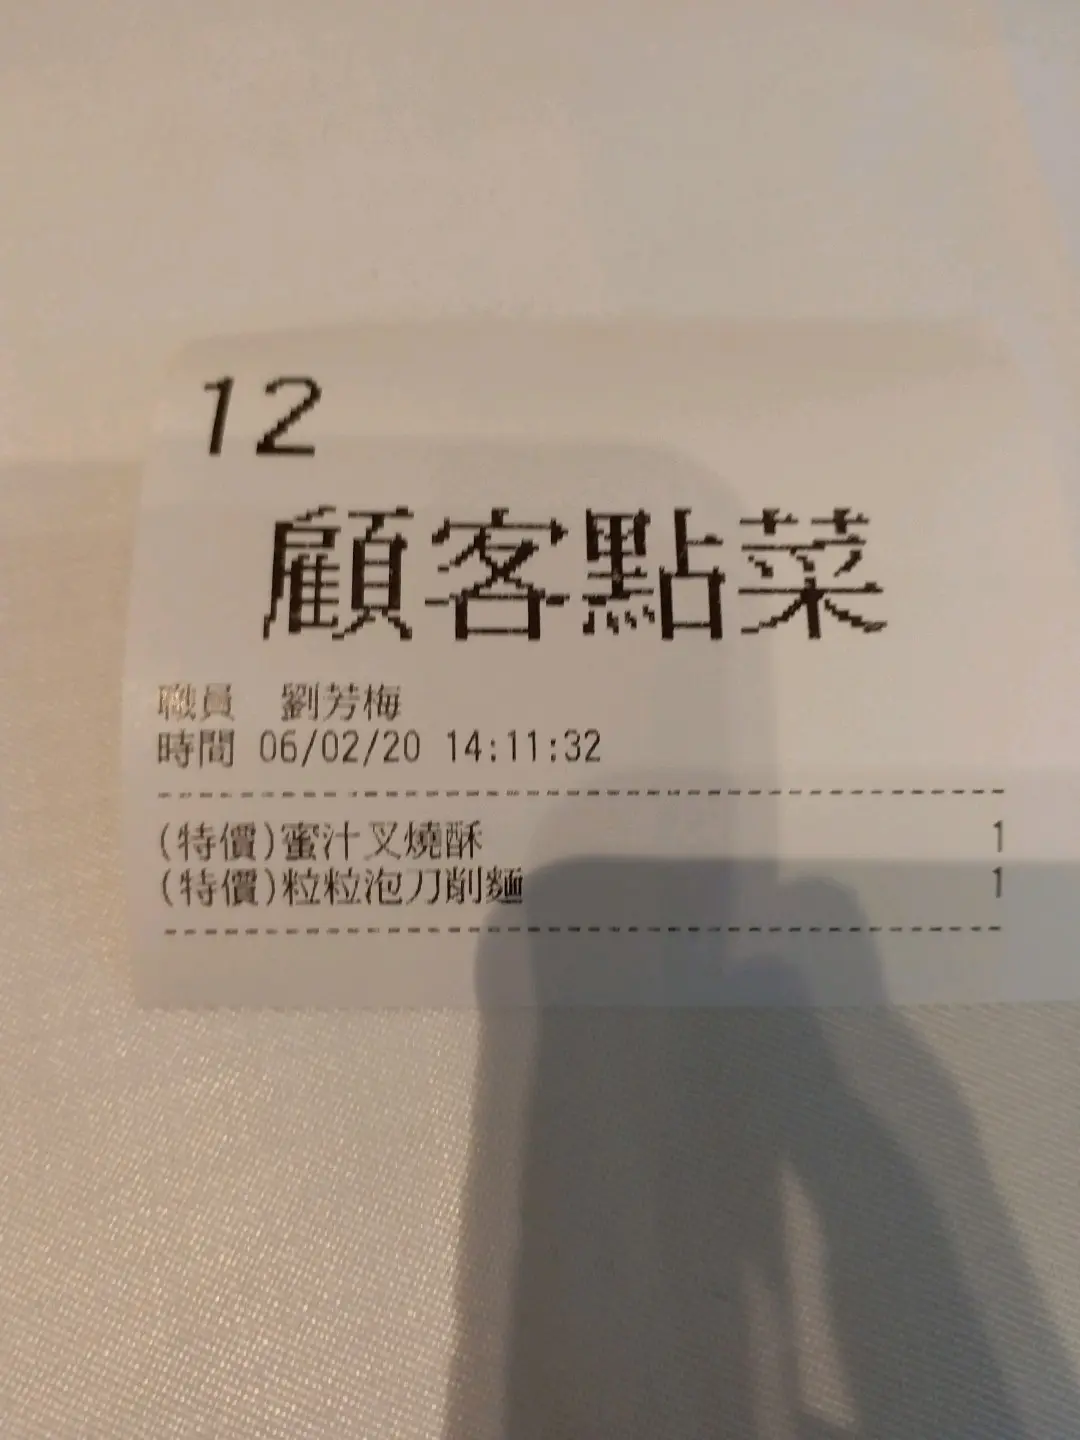 12
顧客點菜
職員 劉芳梅
時間 06/02/20 14:11:32
(特價)蜜汁叉燒酥 1
(特價)粒粒泡刀削麵 1